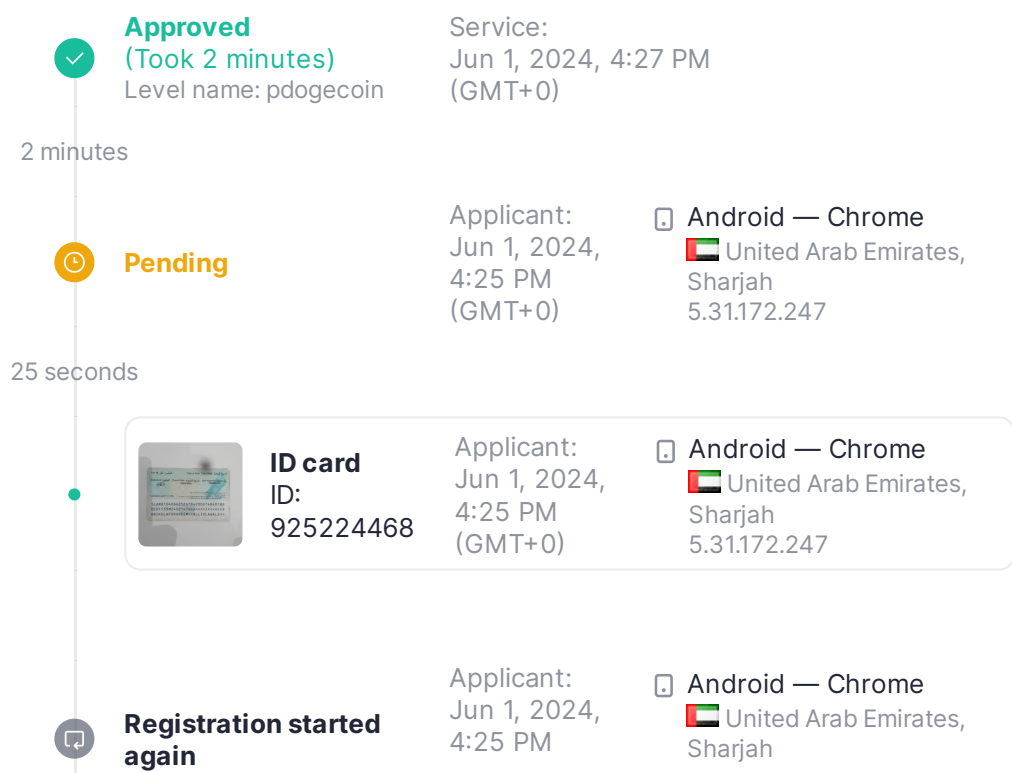 Approved
(Took 2 minutes)
Level name: pdogecoin
Service:
Jun 1, 2024, 4:27 PM
(GMT+0)
2 minutes
Pending
Applicant:
Jun 1, 2024,
4:25 PM
(GMT+0)
Android — Chrome
United Arab Emirates,
Sharjah
5.31.172.247
25 seconds
ID card
ID:
925224468
Applicant:
Jun 1, 2024,
4:25 PM
(GMT+0)
Android — Chrome
United Arab Emirates,
Sharjah
5.31.172.247
Registration started
again
Applicant:
Jun 1, 2024,
4:25 PM
Android — Chrome
United Arab Emirates,
Sharjah